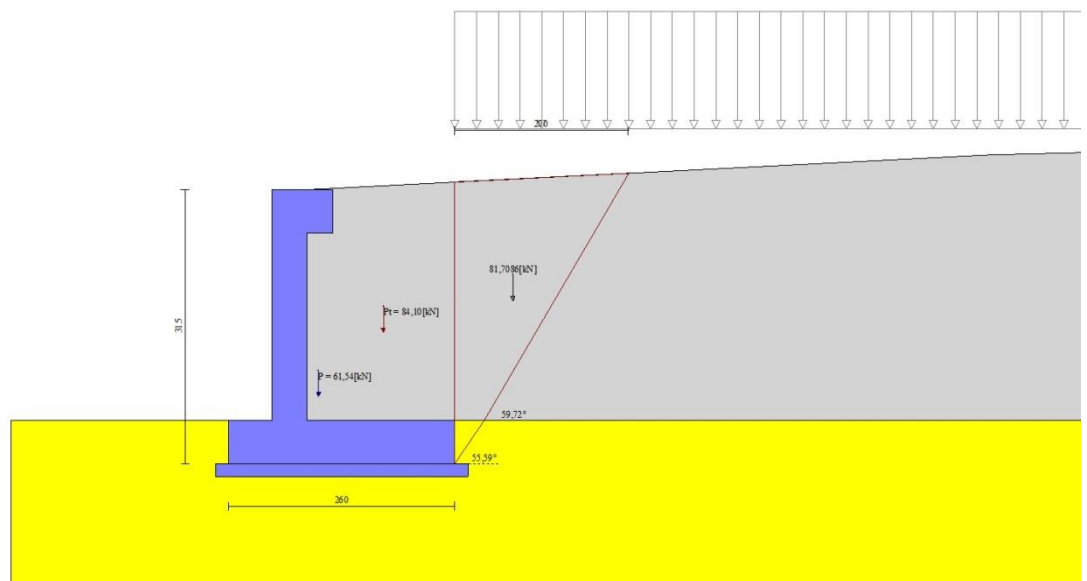 200
81,7086[kN]
Pt = 84,10[kN]
315
P = 61,54[kN]
59,72°
55,59°
260